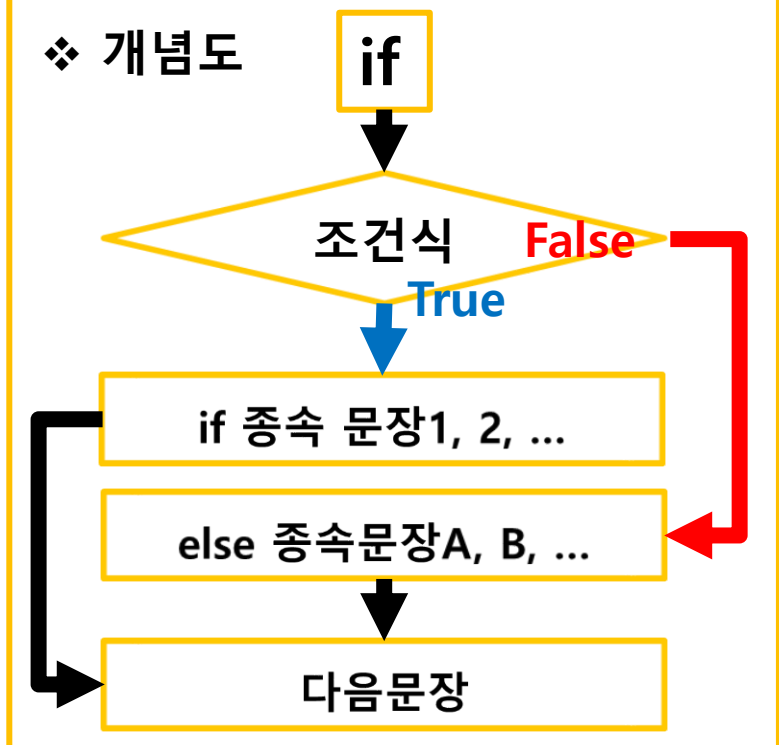 ❖ 개념도
if
조건식
False
True
if 종속 문장1, 2, ...
else 종속문장A, B, ...
다음문장